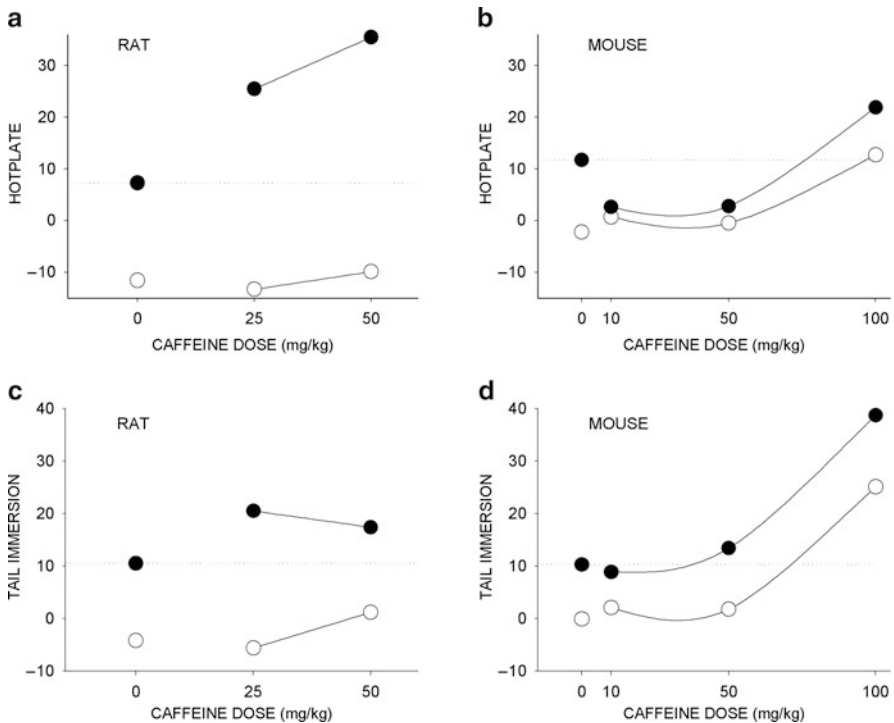 a
RAT
30
20
10
0
–10
HOTPLATE
0 25 50
CAFFEINE DOSE (mg/kg)
b
MOUSE
30
20
10
0
–10
HOTPLATE
0 10 50 100
CAFFEINE DOSE (mg/kg)
c
RAT
40
30
20
10
0
–10
TAIL IMMERSION
0 25 50
CAFFEINE DOSE (mg/kg)
d
MOUSE
40
30
20
10
0
–10
TAIL IMMERSION
0 10 50 100
CAFFEINE DOSE (mg/kg)